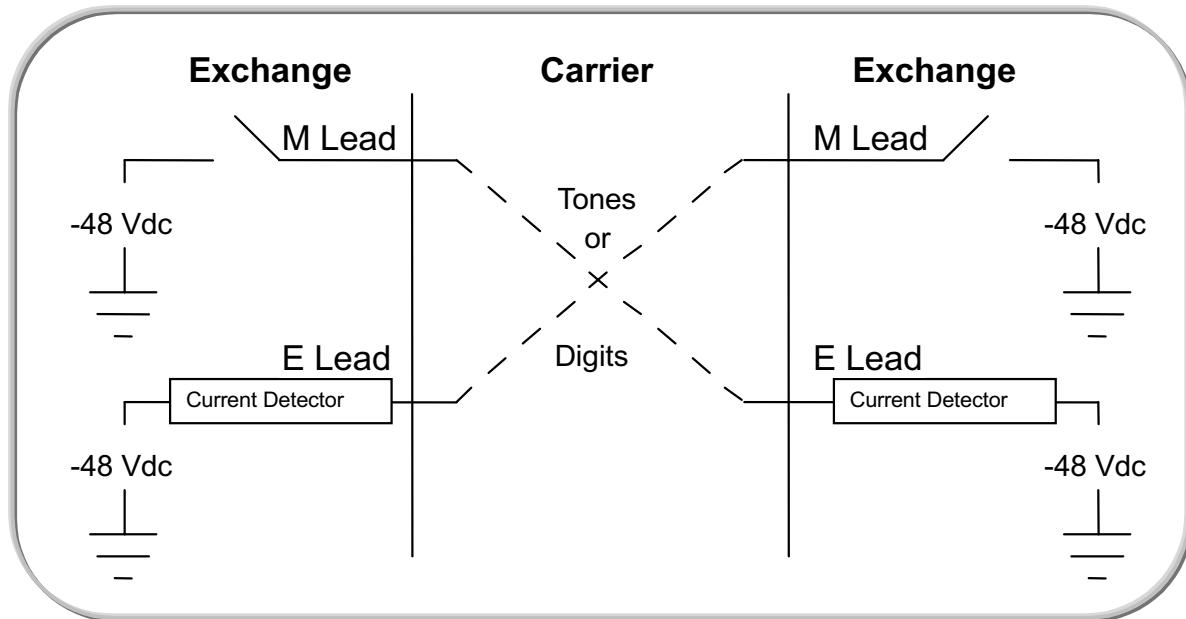 Exchange Carrier Exchange
M Lead M Lead
Tones
or
-48 Vdc -48 Vdc
E Lead Digits E Lead
Current Detector Current Detector
-48 Vdc -48 Vdc